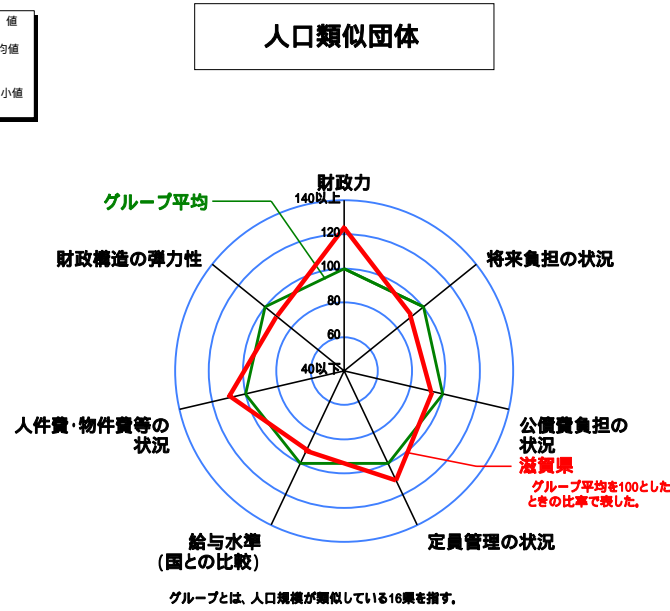 値
均値
小値
人口類似団体
財政力
140以上
グループ平均
120
財政構造の弾力性
将来負担の状況
100
80
60
40以下
人件費・物件費等の
状況
公債費負担の
状況
滋賀県
グループ平均を100とした
ときの比率で表した。
給与水準
(国との比較)
定員管理の状況
グループとは、人口規模が類似している16県を指す。